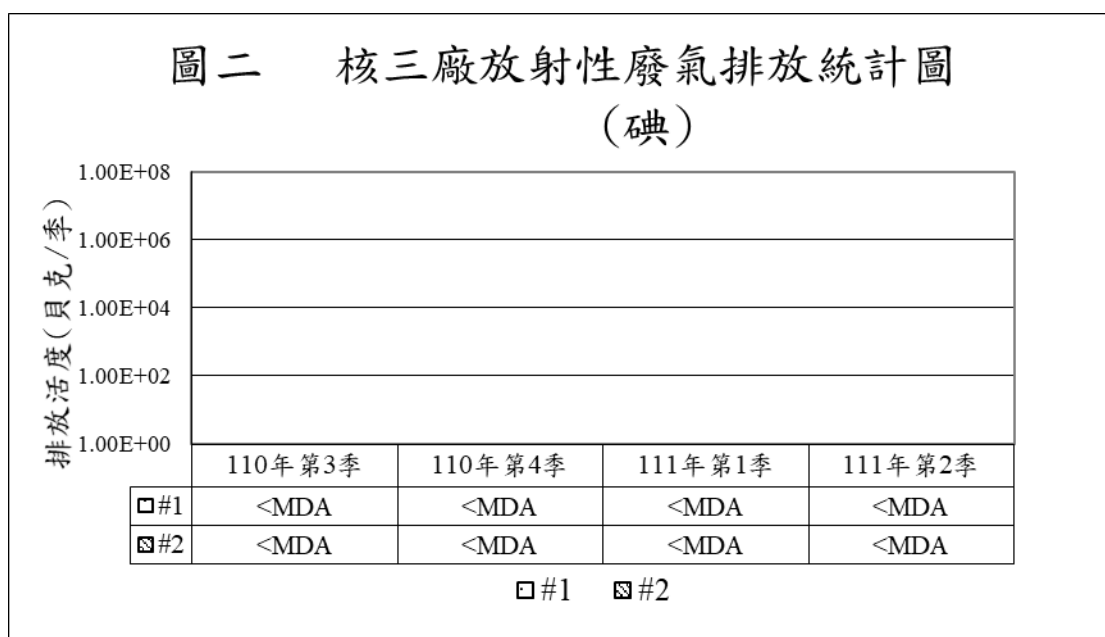 圖二 核三廠放射性廢氣排放統計圖
(碘)
排放活度(貝克/季)
1.00E+08
1.00E+06
1.00E+04
1.00E+02
1.00E+00
110年第3季 110年第4季 111年第1季 111年第2季
#1 <MDA <MDA <MDA <MDA
#2 <MDA <MDA <MDA <MDA
#1 #2